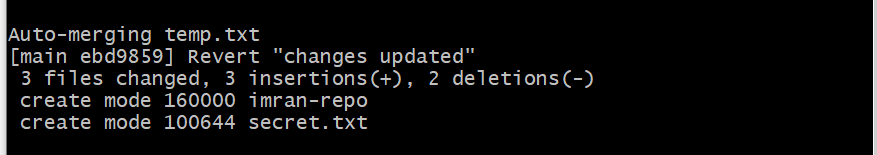 Auto-merging temp.txt
[main ebd9859] Revert "changes updated"
 3 files changed, 3 insertions(+), 2 deletions(-)
 create mode 160000 imran-repo
 create mode 100644 secret.txt